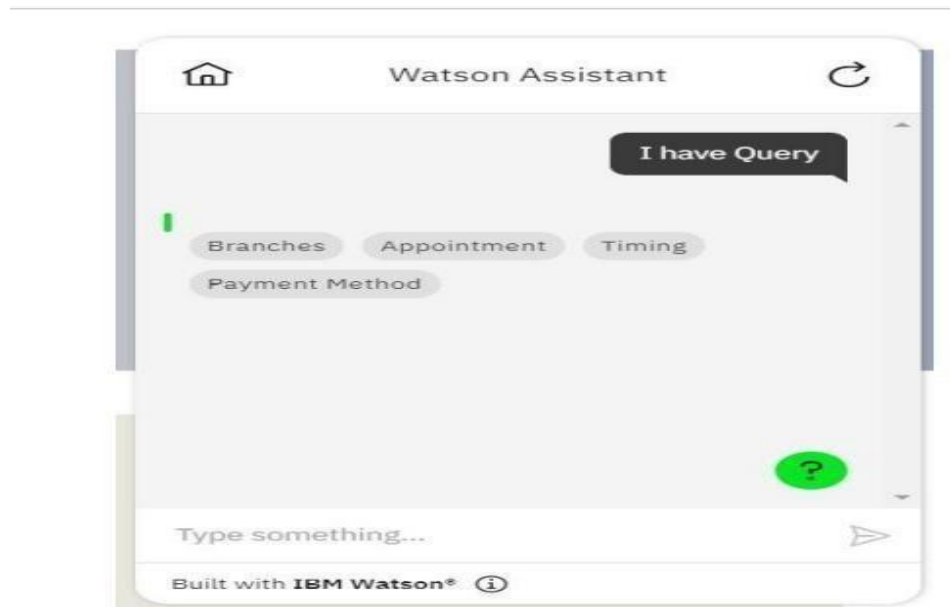 Watson Assistant
I have Query
Branches Appointment Timing
Payment Method
?
Type something...
Built with IBM Watson®